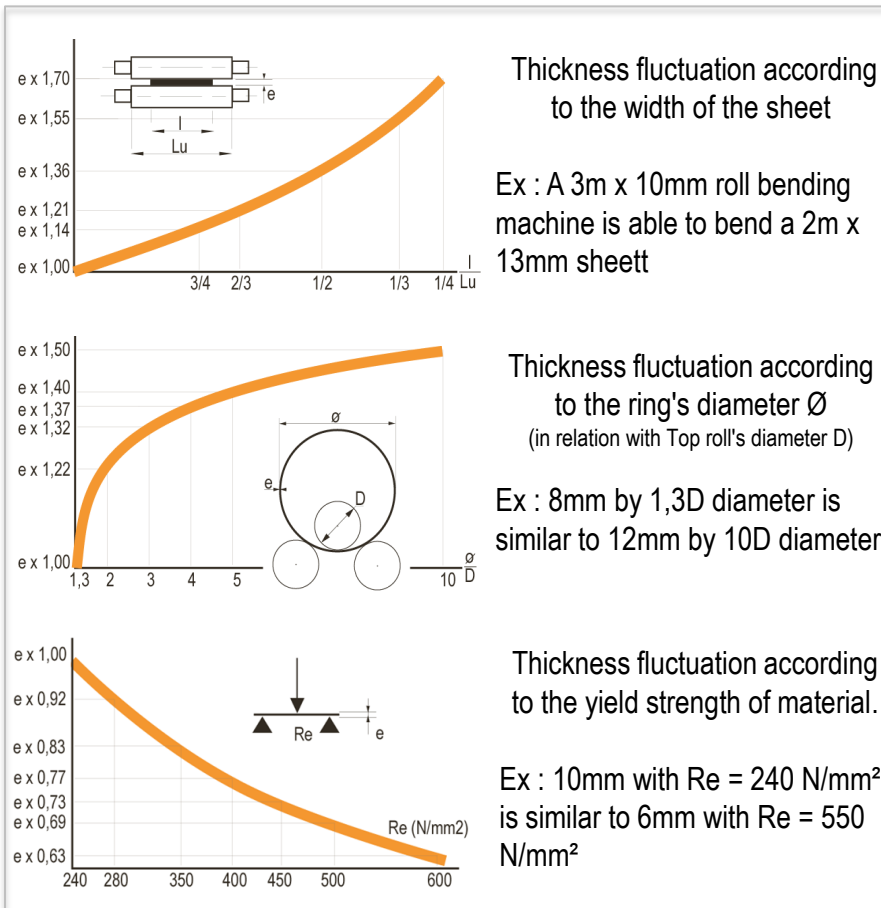 e x 1,70
e x 1,55
e x 1,36
e x 1,21
e x 1,14
e x 1,00
e
l
Lu
3/4 2/3 1/2 1/3 1/4
l
Lu
Thickness fluctuation according
to the width of the sheet
Ex : A 3m x 10mm roll bending
machine is able to bend a 2m x
13mm sheett
e x 1,50
e x 1,40
e x 1,37
e x 1,32
e x 1,22
e x 1,00
ø
e
D
1,3 2 3 4 5 10
ø
D
Thickness fluctuation according
to the ring's diameter Ø
(in relation with Top roll's diameter D)
Ex : 8mm by 1,3D diameter is
similar to 12mm by 10D diameter
e x 1,00
e x 0,92
e x 0,83
e x 0,77
e x 0,73
e x 0,69
e x 0,63
Re
e
Re (N/mm2)
240 280 350 400 450 500 600
Thickness fluctuation according
to the yield strength of material.
Ex : 10mm with Re = 240 N/mm²
is similar to 6mm with Re = 550
N/mm²